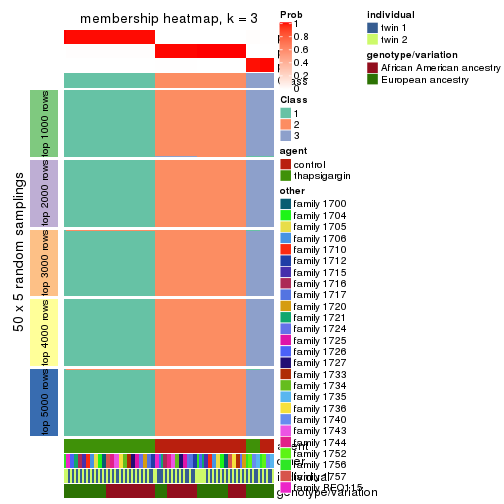 membership heatmap, k = 3
50 x 5 random samplings
top 1000 rows
top 2000 rows
top 3000 rows
top 4000 rows
top 5000 rows
Prob
1
0.8
0.6
0.4
0.2
0
Class
1
2
3
agent
control
thapsigargin
other
family 1700
family 1704
family 1705
family 1706
family 1710
family 1712
family 1715
family 1716
family 1717
family 1720
family 1721
family 1724
family 1725
family 1726
family 1727
family 1733
family 1734
family 1735
family 1736
family 1740
family 1743
family 1744
family 1752
family 1756
family 1757
family REQ115
individual
twin 1
twin 2
genotype/variation
African American ancestry
European ancestry
agent
other
individual
genotype/variation